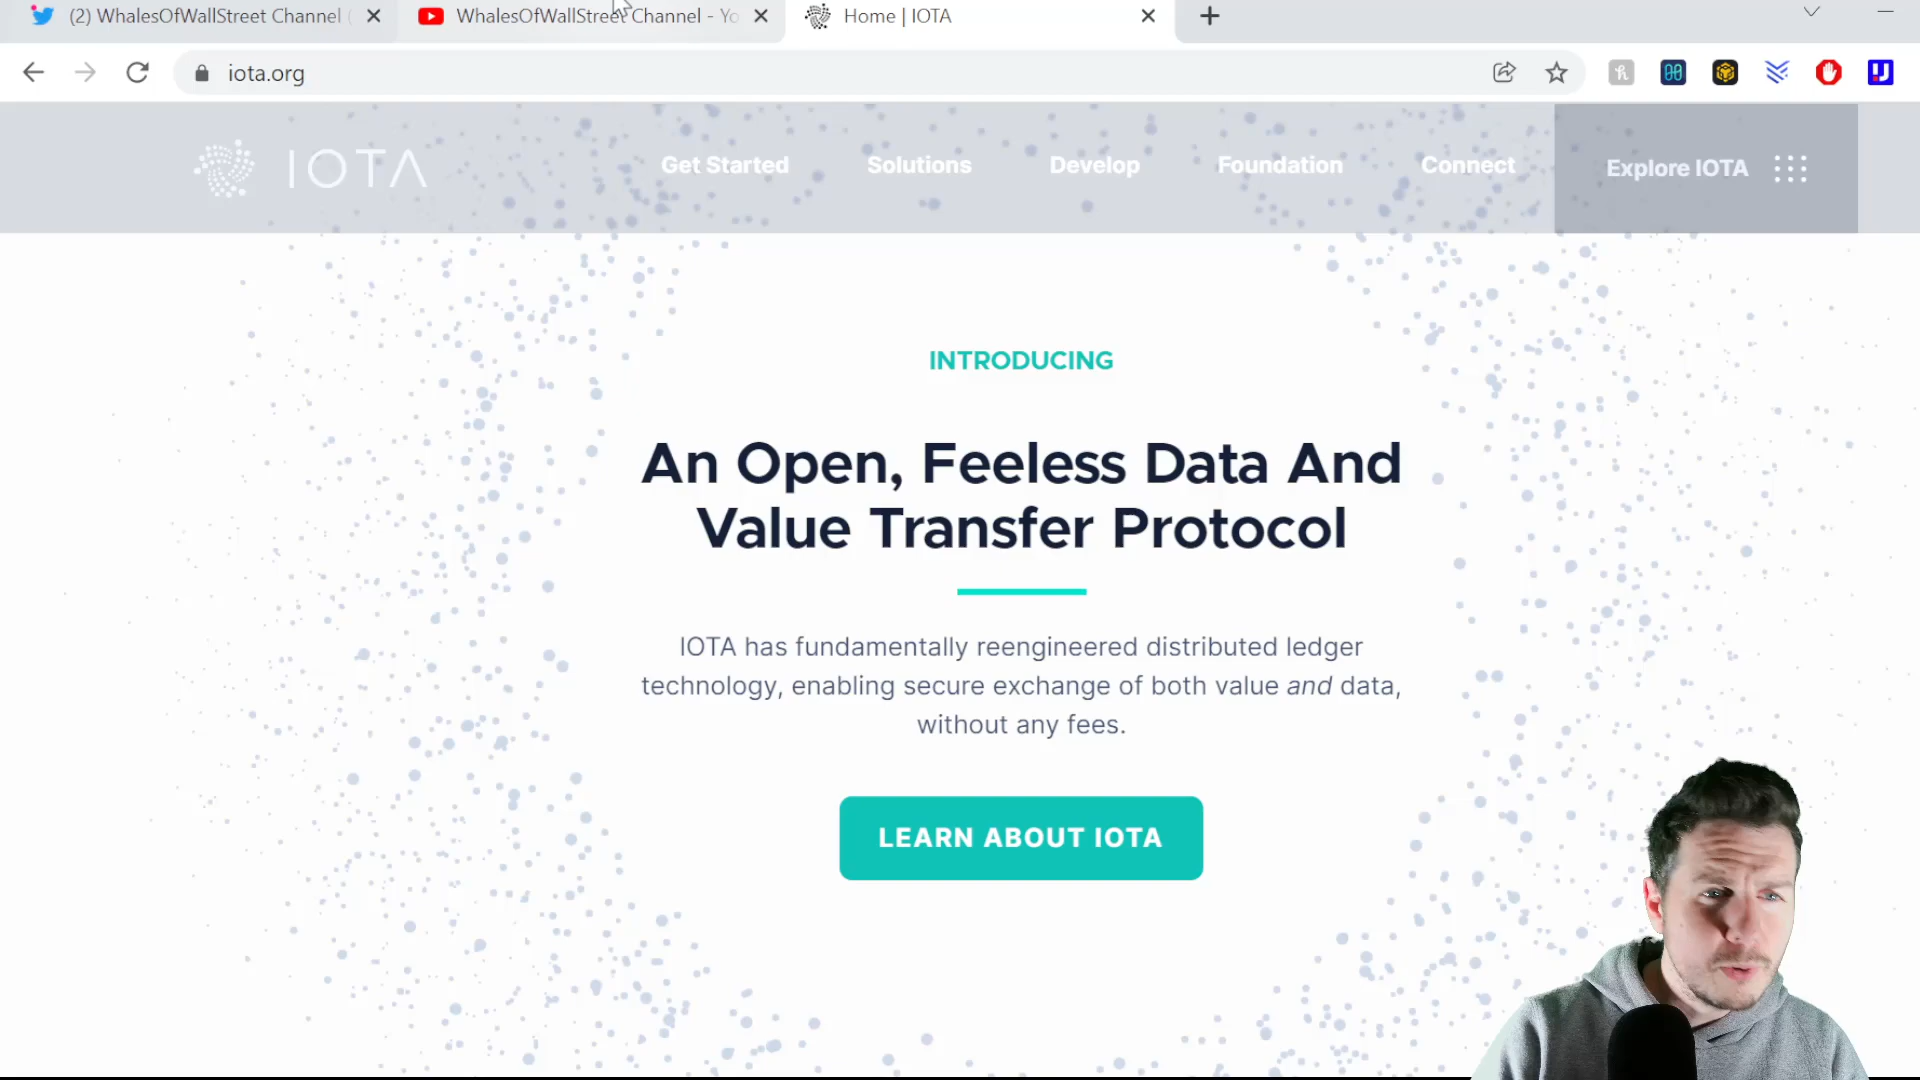 (2) WhalesOfWallStreet Channel (
WhalesOfWallStreet Channel - Yo
Home | IOTA
iota.org
IOTA
Get Started
Solutions
Develop
Foundation
Connect
Explore IOTA
INTRODUCING
An Open, Feeless Data And
Value Transfer Protocol
IOTA has fundamentally reengineered distributed ledger
technology, enabling secure exchange of both value and data,
without any fees.
LEARN ABOUT IOTA